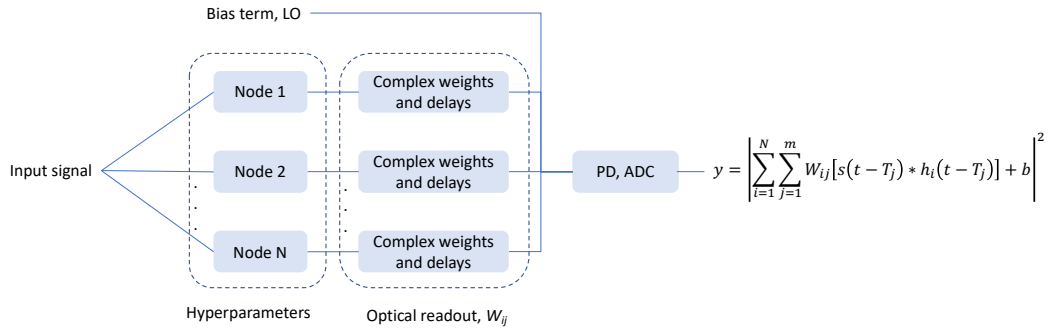 Bias term, LO
Input signal
Node 1
Node 2
Node N
Complex weights
and delays
Complex weights
and delays
Complex weights
and delays
PD, ADC
y = |∑_{i=1}^{N} ∑_{j=1}^{m} W_{ij}[s(t − T_j) ∗ h_i(t − T_j)] + b|^2
Hyperparameters
Optical readout, W_{ij}